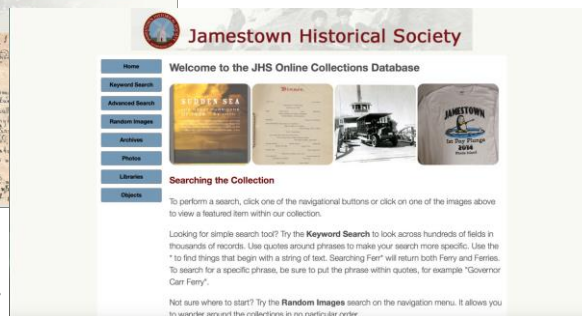 Jamestown Historical Society
Home
Keyword Search
Advanced Search
Random Images
Archives
Photos
Libraries
Objects
Welcome to the JHS Online Collections Database
SUDDEN SEA
JAMESTOWN
1st Day Plunge
2014
Searching the Collection
To perform a search, click one of the navigational buttons or click on one of the images above
to view a featured item within our collection.
Looking for simple search tool? Try the Keyword Search to look across hundreds of fields in
thousands of records. Use quotes around phrases to make your search more specific. Use the
* to find things that begin with a string of text. Searching Ferr* will return both Ferry and Ferries.
To search for a specific phrase, be sure to put the phrase within quotes, for example "Governor
Carr Ferry".
Not sure where to start? Try the Random Images search on the navigation menu. It allows you
to wander around the collections in no particular order.